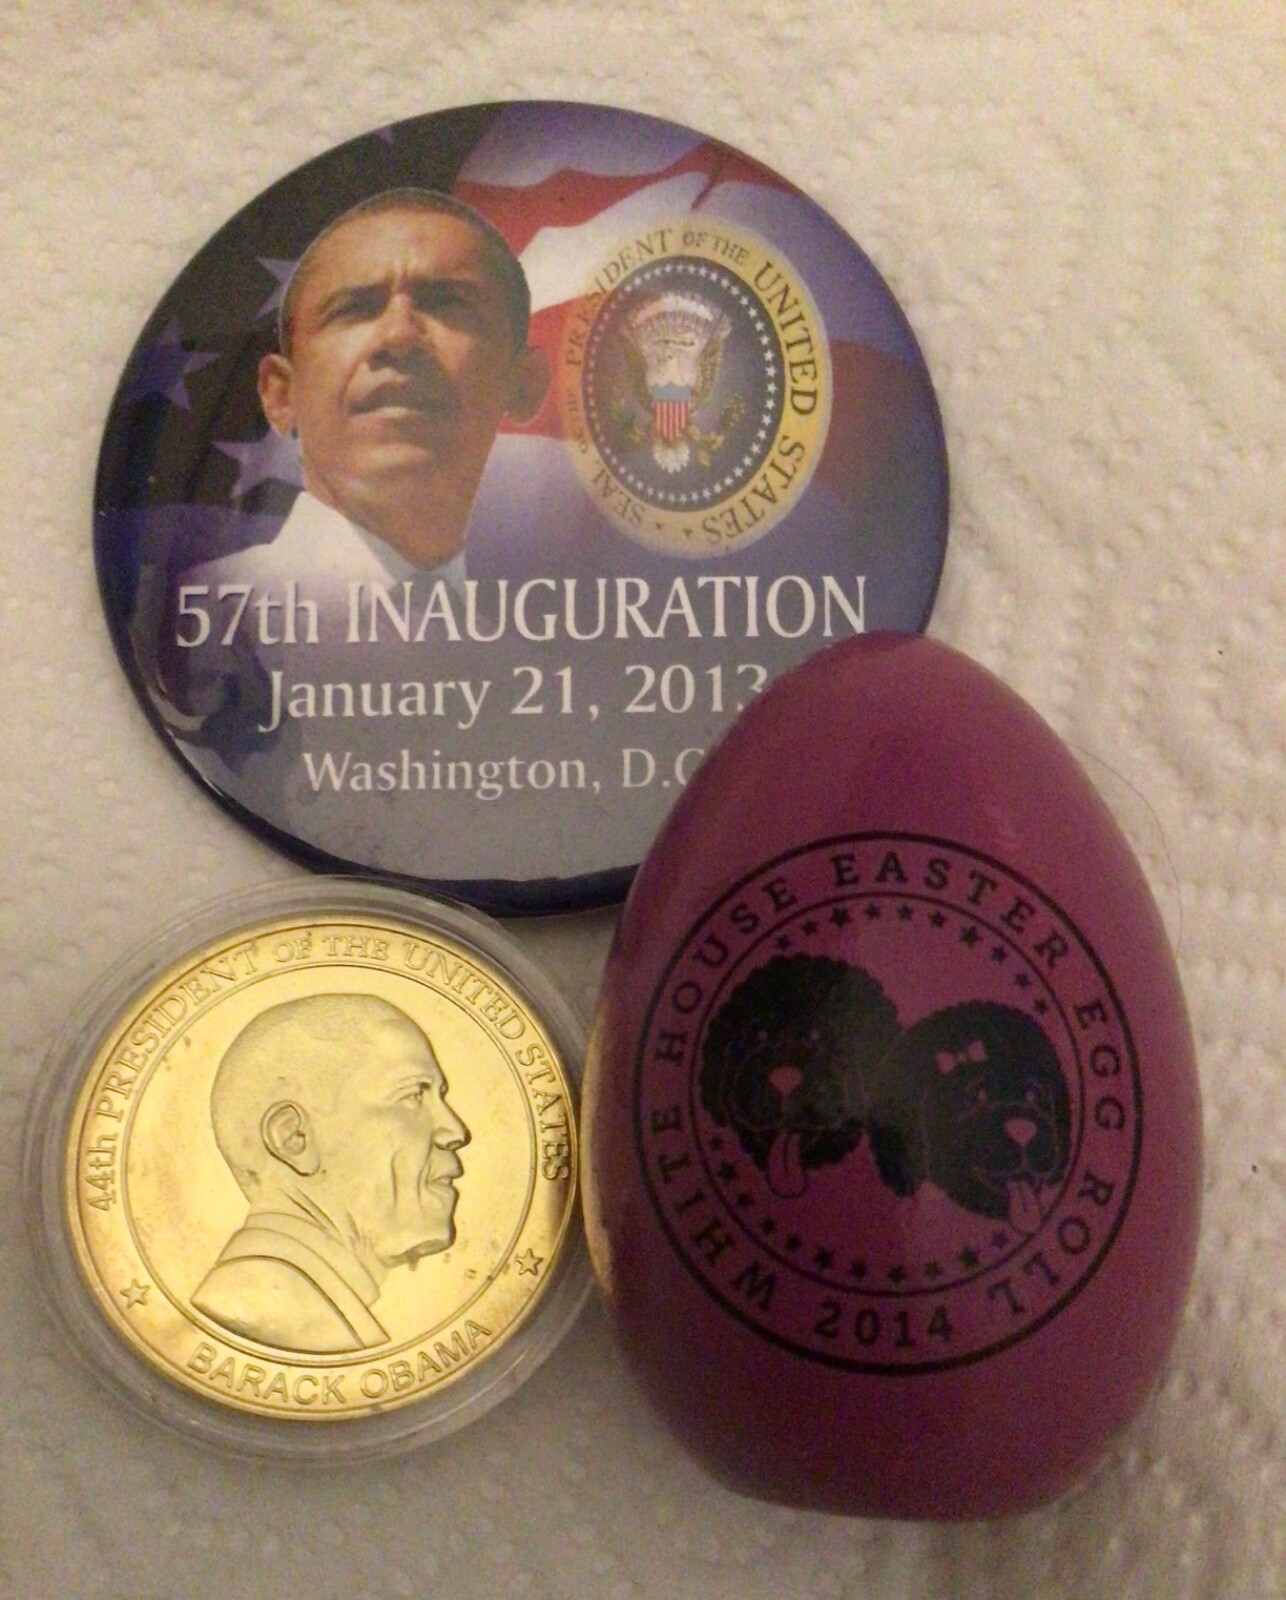 SEAL OF THE PRESIDENT OF THE UNITED STATES
57th INAUGURATION
January 21, 2013
Washington, D.C
44th PRESIDENT OF THE UNITED STATES
BARACK OBAMA
WHITE HOUSE EASTER EGG ROLL
2014